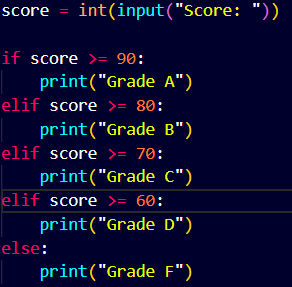 score = int(input("Score: "))

if score >= 90:
    print("Grade A")
elif score >= 80:
    print("Grade B")
elif score >= 70:
    print("Grade C")
elif score >= 60:
    print("Grade D")
else:
    print("Grade F")